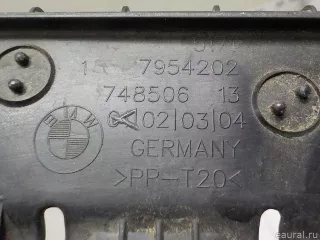 7954202
748506 13
02|03|04
GERMANY
>PP-T20<
BMW
eaural.ru